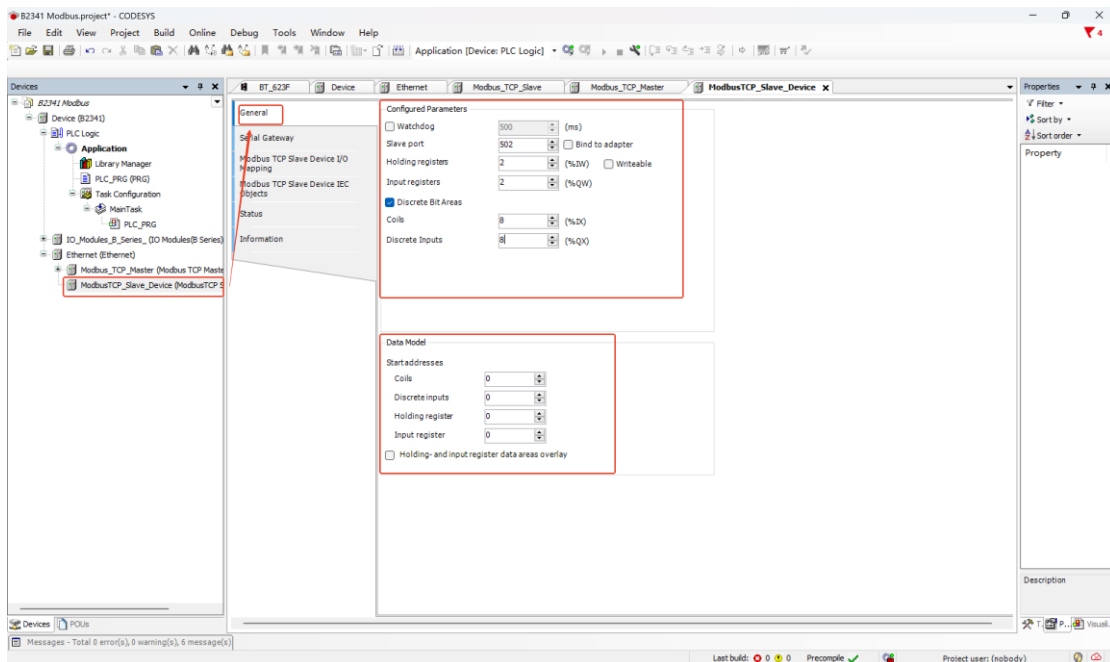 B2341 Modbus.project* - CODESYS
File Edit View Project Build Online Debug Tools Window Help
4
Application [Device: PLC Logic]
Devices
B2341 Modbus
Device (B2341)
PLC Logic
Application
Library Manager
PLC_PRG (PRG)
Task Configuration
MainTask
PLC_PRG
IO_Modules_B_Series_ (IO Modules(B Series)
Ethernet (Ethernet)
Modbus_TCP_Master (Modbus TCP Maste
ModbusTCP_Slave_Device (ModbusTCP S
Devices POUs
BT_623F Device Ethernet Modbus_TCP_Slave Modbus_TCP_Master ModbusTCP_Slave_Device x
General
Serial Gateway
Modbus TCP Slave Device I/O
Mapping
Modbus TCP Slave Device IEC
Objects
Status
Information
Configured Parameters
Watchdog 500 (ms)
Slave port 502 Bind to adapter
Holding registers 2 (%IW) Writeable
Input registers 2 (%QW)
Discrete Bit Areas
Coils 8 (%IX)
Discrete Inputs 8 (%QX)
Data Model
Start addresses
Coils 0
Discrete inputs 0
Holding register 0
Input register 0
Holding- and input register data areas overlay
Properties
Filter
Sort by
Sort order
Property
Description
T. P... Visuali.
Messages - Total 0 error(s), 0 warning(s), 6 message(s)
Last build: 0 0 Precompile Project user: (nobody)